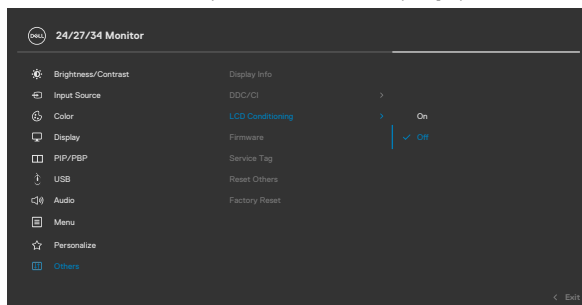 DELL 24/27/34 Monitor
Brightness/Contrast Display Info
Input Source DDC/CI >
Color LCD Conditioning > On
Display Firmware ✓ Off
PIP/PBP Service Tag
USB Reset Others
Audio Factory Reset
Menu
Personalize
Others
< Exit